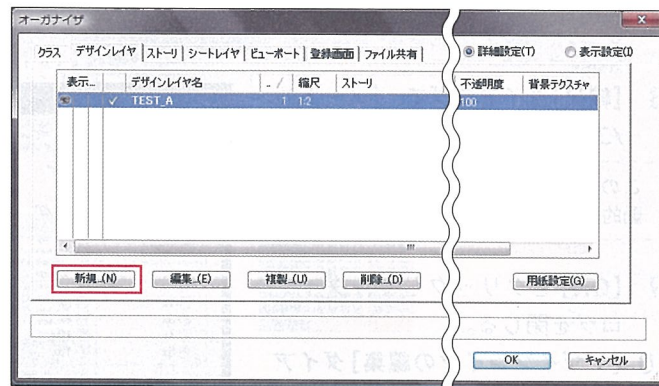 オーガナイザ
クラス デザインレイヤ ストーリ シートレイヤ ビューポート 登録画面 ファイル共有 詳細設定(T) 表示設定(I)
表示... デザインレイヤ名 .. / 縮尺 ストーリ 不透明度 背景テクスチャ
✓ TEST_A 1 1:2 100
新規...(N) 編集...(E) 複製...(U) 削除...(D) 用紙設定(G)
OK キャンセル